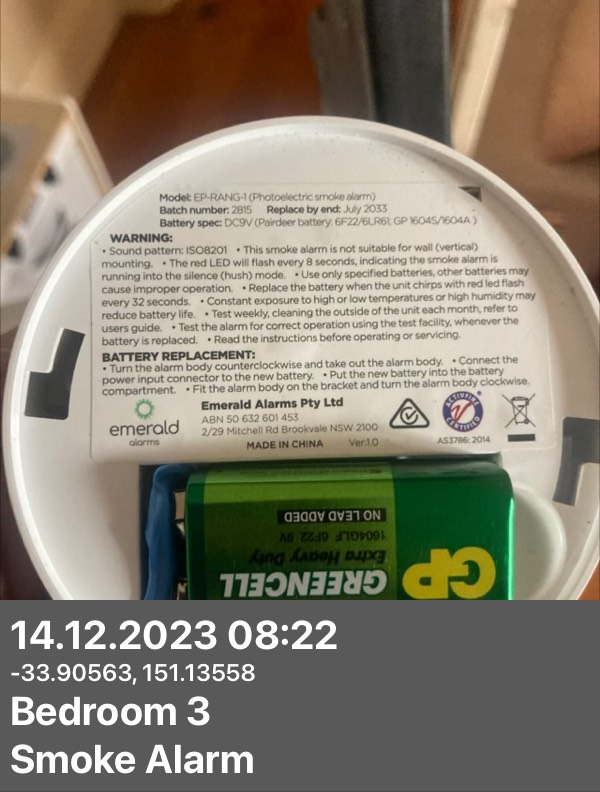 Model: EP-RANG-1 (Photoelectric smoke alarm)
Batch number: 2815 Replace by end: July 2033
Battery spec: DC9V (Pairdeer battery: 6F22/6LR61; GP 1604S/1604A )
WARNING:
• Sound pattern: ISO8201 • This smoke alarm is not suitable for wall (vertical)
mounting. • The red LED will flash every 8 seconds, indicating the smoke alarm is
running into the silence (hush) mode. • Use only specified batteries, other batteries may
cause improper operation. • Replace the battery when the unit chirps with red led flash
every 32 seconds. • Constant exposure to high or low temperatures or high humidity may
reduce battery life. • Test weekly, cleaning the outside of the unit each month, refer to
users guide. • Test the alarm for correct operation using the test facility, whenever the
battery is replaced. • Read the instructions before operating or servicing.
BATTERY REPLACEMENT:
• Turn the alarm body counterclockwise and take out the alarm body. • Connect the
power input connector to the new battery. • Put the new battery into the battery
compartment. • Fit the alarm body on the bracket and turn the alarm body clockwise.
emerald
alarms
Emerald Alarms Pty Ltd
ABN 50 632 601 453
2/29 Mitchell Rd Brookvale NSW 2100
MADE IN CHINA Ver:1.0
ACTIVFIRE
CERTIFIED
AS3786: 2014
GP
GREENCELL
Extra Heavy Duty
1604GLF 6F22 9V
NO LEAD ADDED
14.12.2023 08:22
-33.90563, 151.13558
Bedroom 3
Smoke Alarm